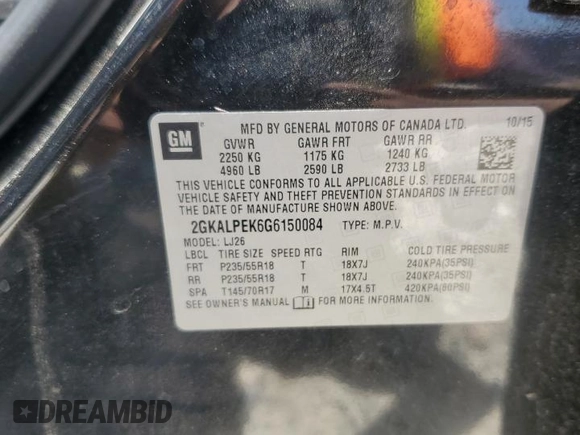 GM
MFD BY GENERAL MOTORS OF CANADA LTD. 10/15
GVWR GAWR FRT GAWR RR
2250 KG 1175 KG 1240 KG
4960 LB 2590 LB 2733 LB
THIS VEHICLE CONFORMS TO ALL APPLICABLE U.S. FEDERAL MOTOR
VEHICLE SAFETY AND THEFT PREVENTION STANDARDS IN EFFECT ON
THE DATE OF MANUFACTURE SHOWN ABOVE.
2GKALPEK6G6150084 TYPE: M.P.V.
MODEL: LJ26
LBCL TIRE SIZE SPEED RTG RIM COLD TIRE PRESSURE
FRT P235/55R18 T 18X7J 240KPA(35PSI)
RR P235/55R18 T 18X7J 240KPA(35PSI)
SPA T145/70R17 M 17X4.5T 420KPA(60PSI)
SEE OWNER'S MANUAL
DREAMBID